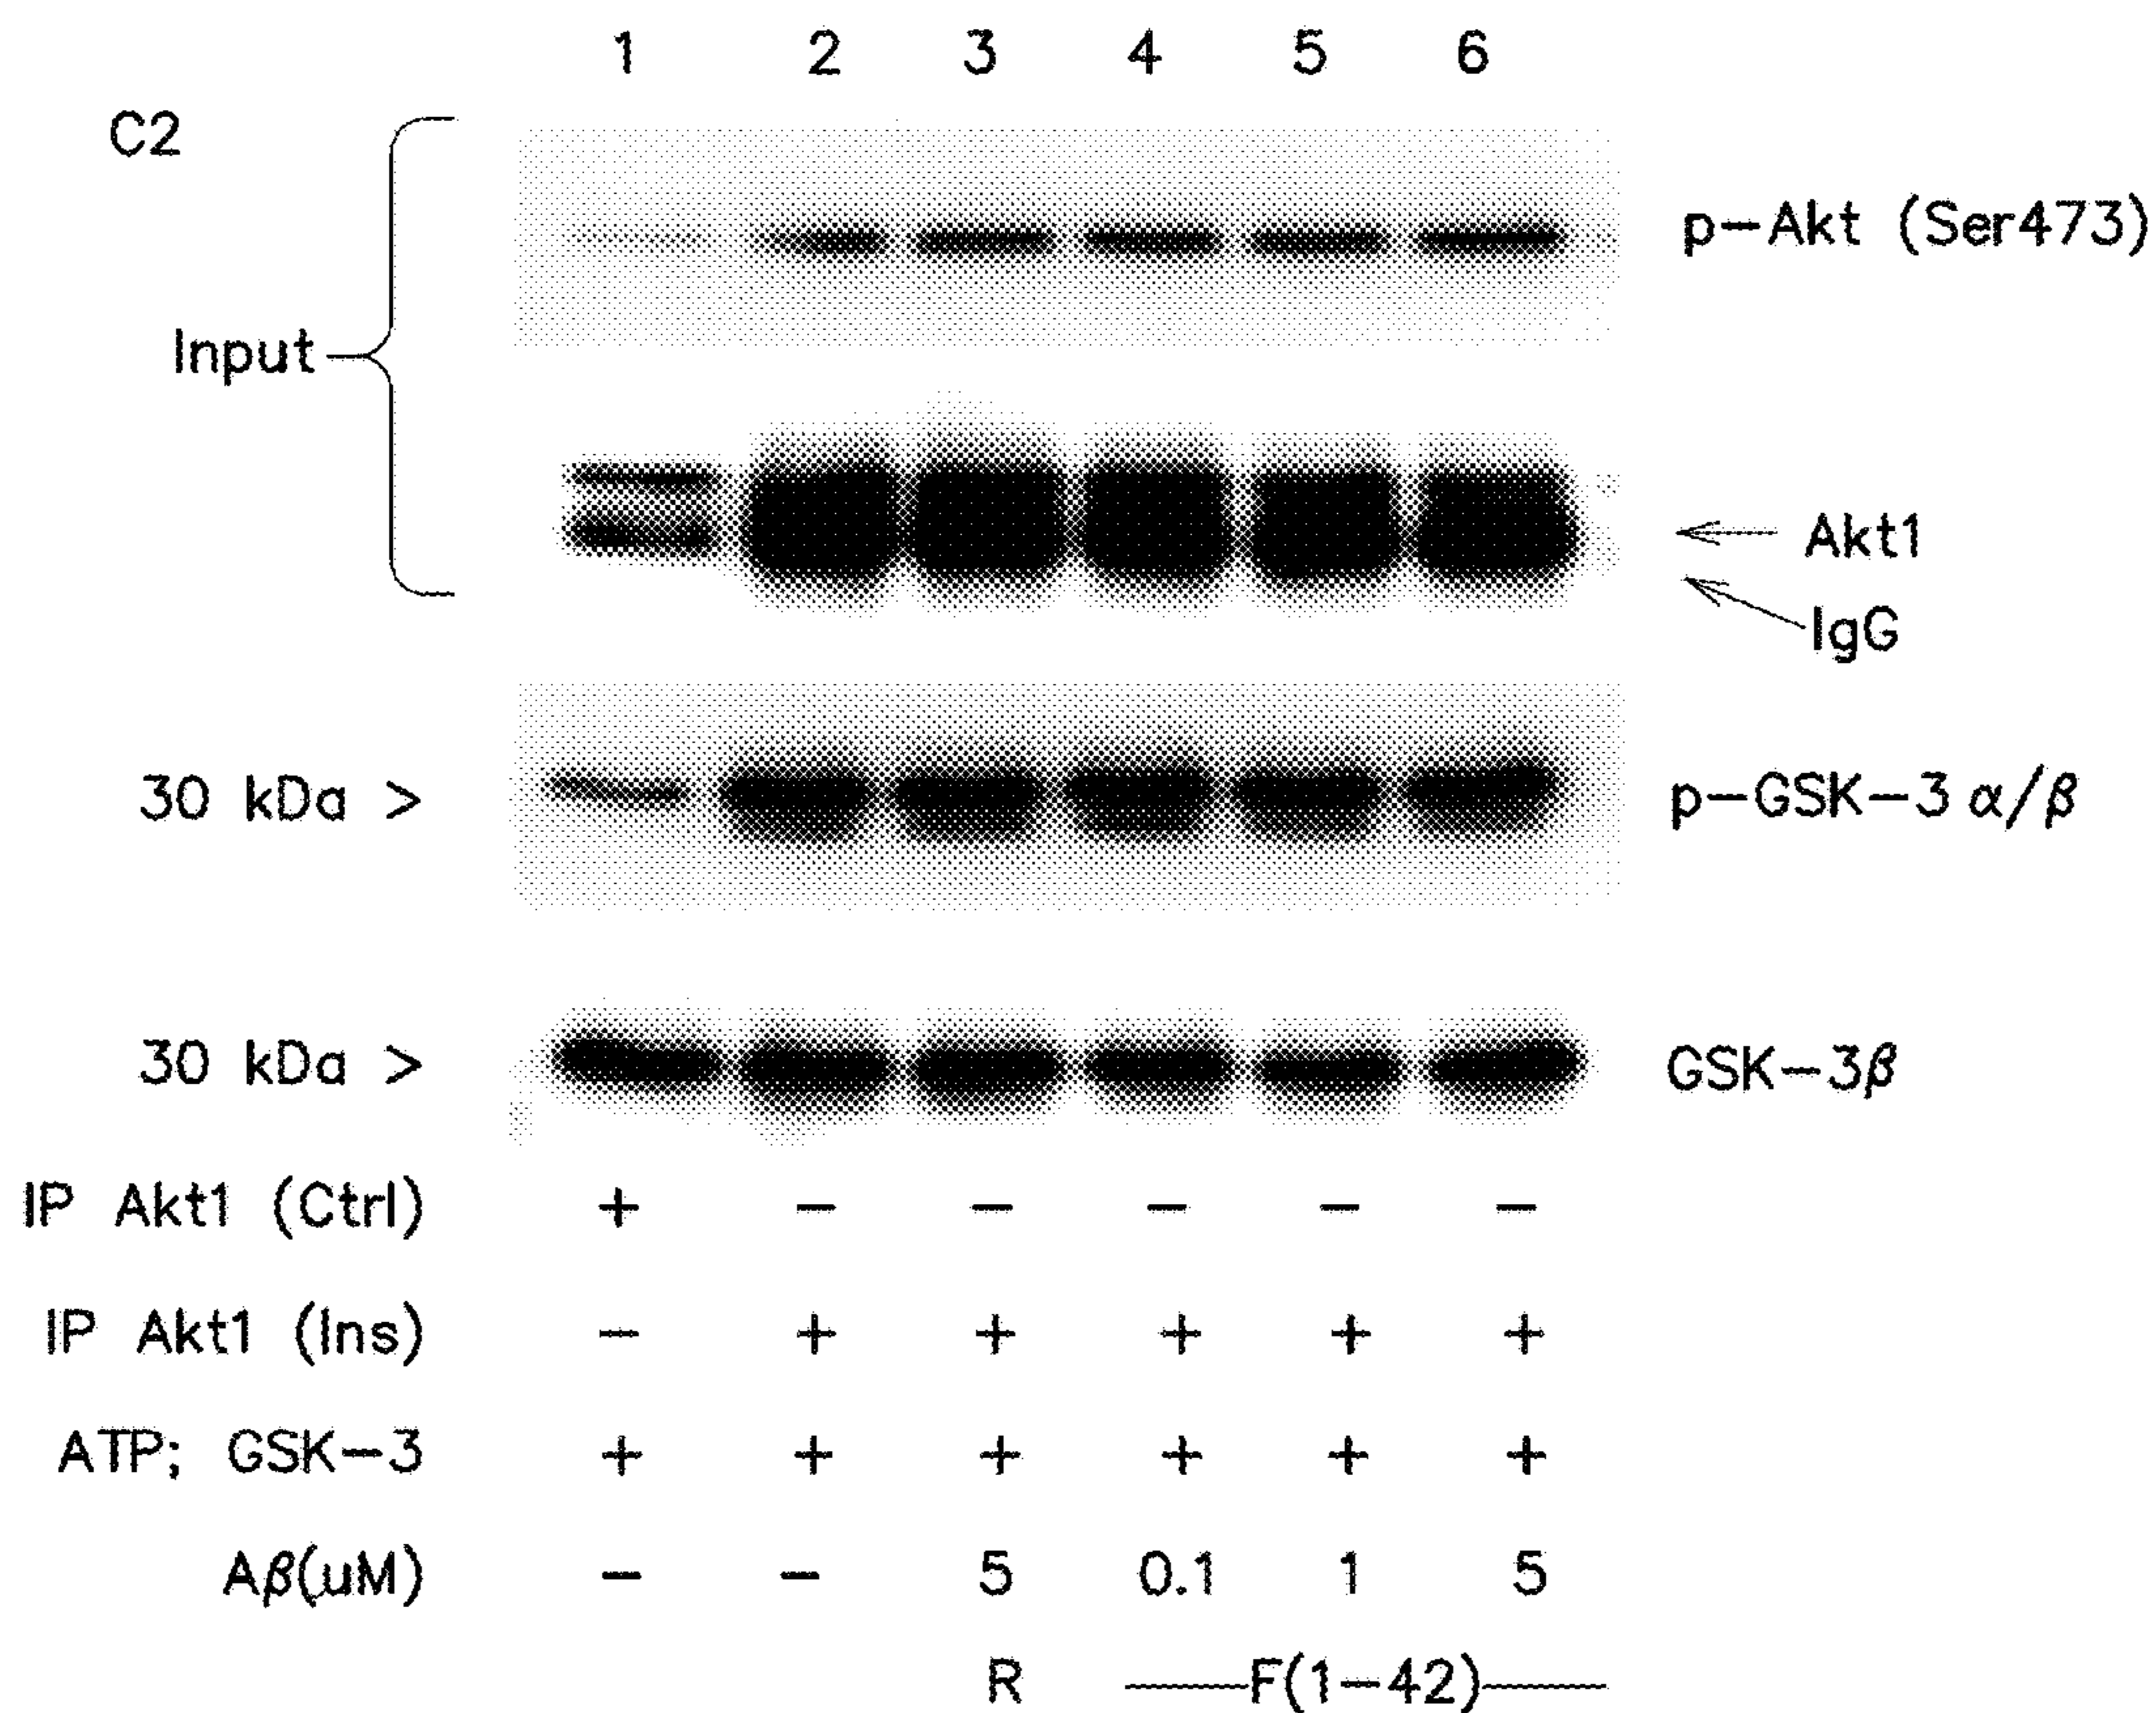 1 2 3 4 5 6
C2
p-Akt (Ser473)
Input
Akt1
IgG
30 kDa > p-GSK-3 α/β
30 kDa > GSK-3β
IP Akt1 (Ctrl) + - - - - -
IP Akt1 (Ins) - + + + + +
ATP; GSK-3 + + + + + +
Aβ(uM) - - 5 0.1 1 5
R F(1-42)